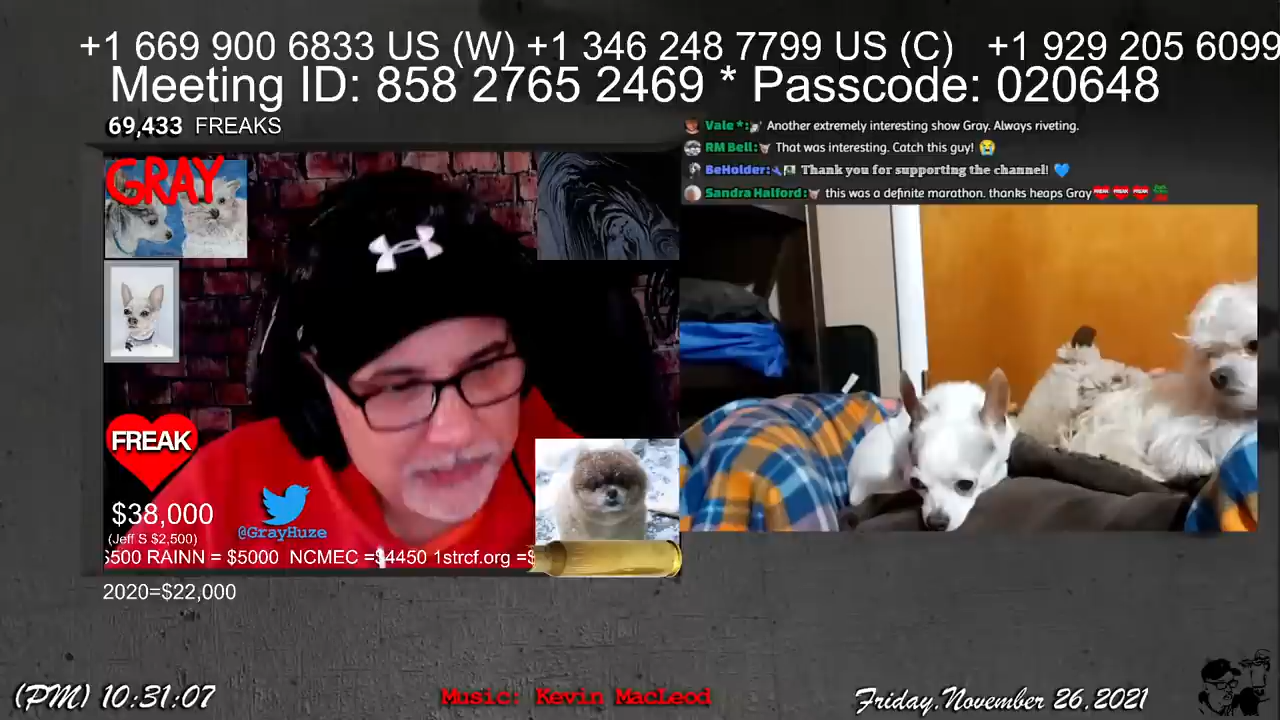 +1 669 900 6833 US (W) +1 346 248 7799 US (C) +1 929 205 6099
Meeting ID: 858 2765 2469 * Passcode: 020648
69,433 FREAKS
Vale*: Another extremely interesting show Gray. Always riveting.
RM Bell: That was interesting. Catch this guy!
BeHolder: Thank you for supporting the channel!
Sandra Halford: this was a definite marathon. thanks heaps Gray FREAK FREAK FREAK
GRAY
FREAK
$38,000
(Jeff S $2,500)
@GrayHuze
$500 RAINN = $5000 NCMEC =$4450 1strcf.org =$
2020=$22,000
(PM) 10:31:07
Music: Kevin MacLeod
Friday,November 26,2021